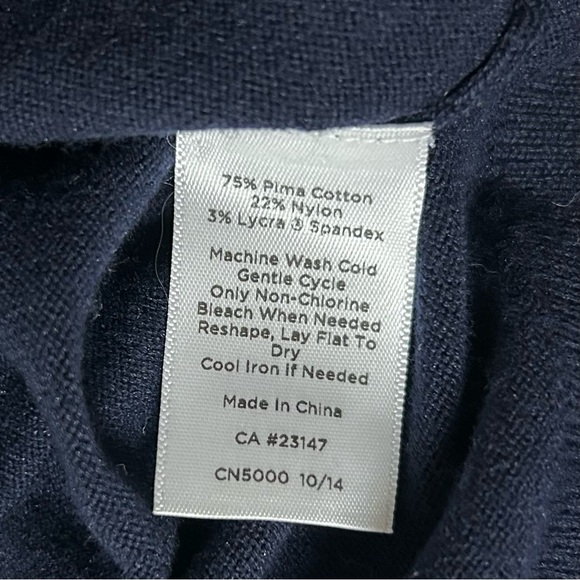 75% Pima Cotton
22% Nylon
3% Lycra ® Spandex
Machine Wash Cold
Gentle Cycle
Only Non-Chlorine
Bleach When Needed
Reshape, Lay Flat To
Dry
Cool Iron If Needed
Made In China
CA #23147
CN5000 10/14